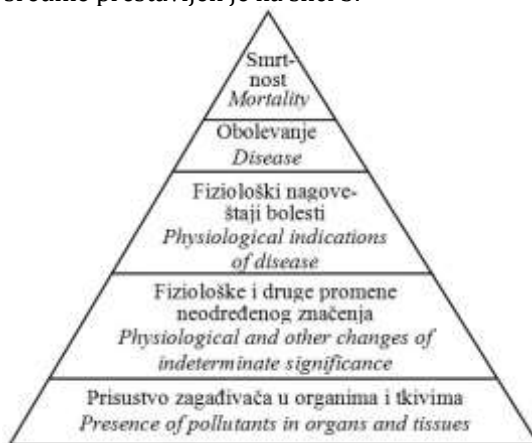 Smrt-
nost
Mortality
Obolevanje
Disease
Fiziološki nagove-
štaji bolesti
Physiological indications
of disease
Fiziološke i druge promene
neodređenog značenja
Physiological and other changes of
indeterminate significance
Prisustvo zagađivača u organima i tkivima
Presence of pollutants in organs and tissues